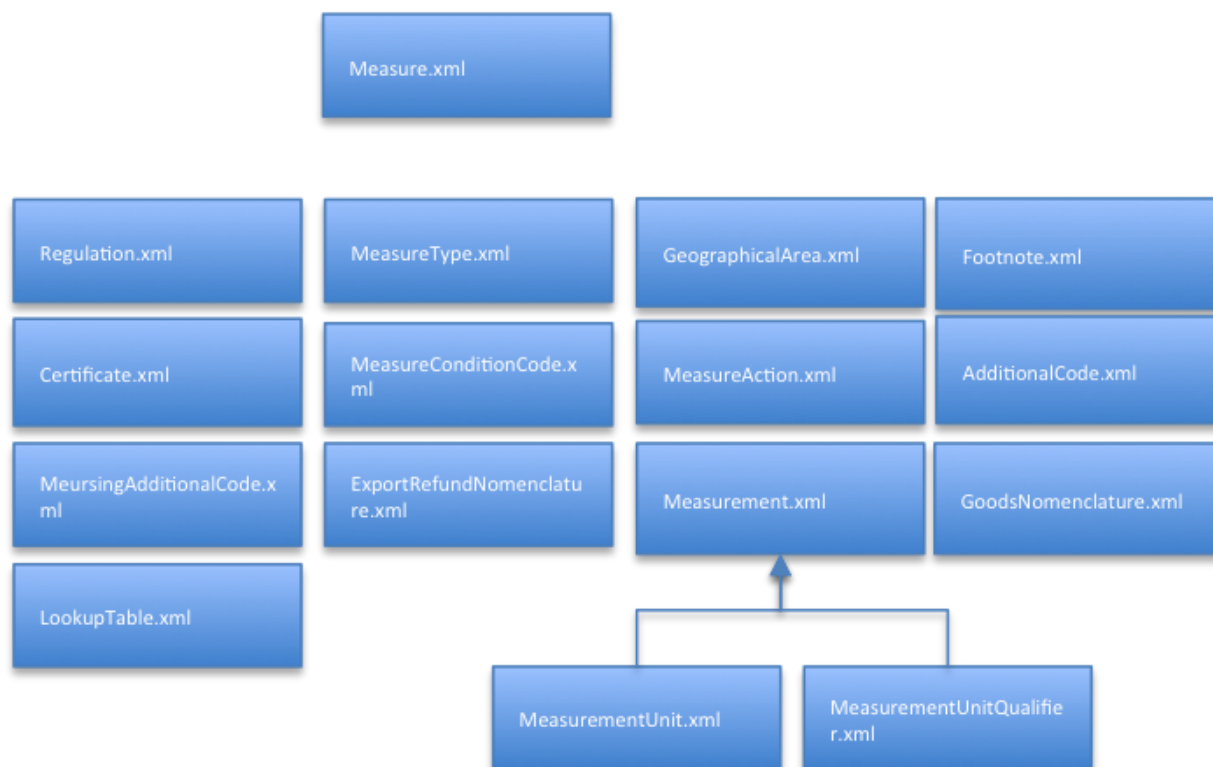 Measure.xml
Regulation.xml
MeasureType.xml
GeographicalArea.xml
Footnote.xml
Certificate.xml
MeasureConditionCode.x
ml
MeasureAction.xml
AdditionalCode.xml
MeursingAdditionalCode.x
ml
ExportRefundNomenclatu
re.xml
Measurement.xml
GoodsNomenclature.xml
LookupTable.xml
MeasurementUnit.xml
MeasurementUnitQualifie
r.xml